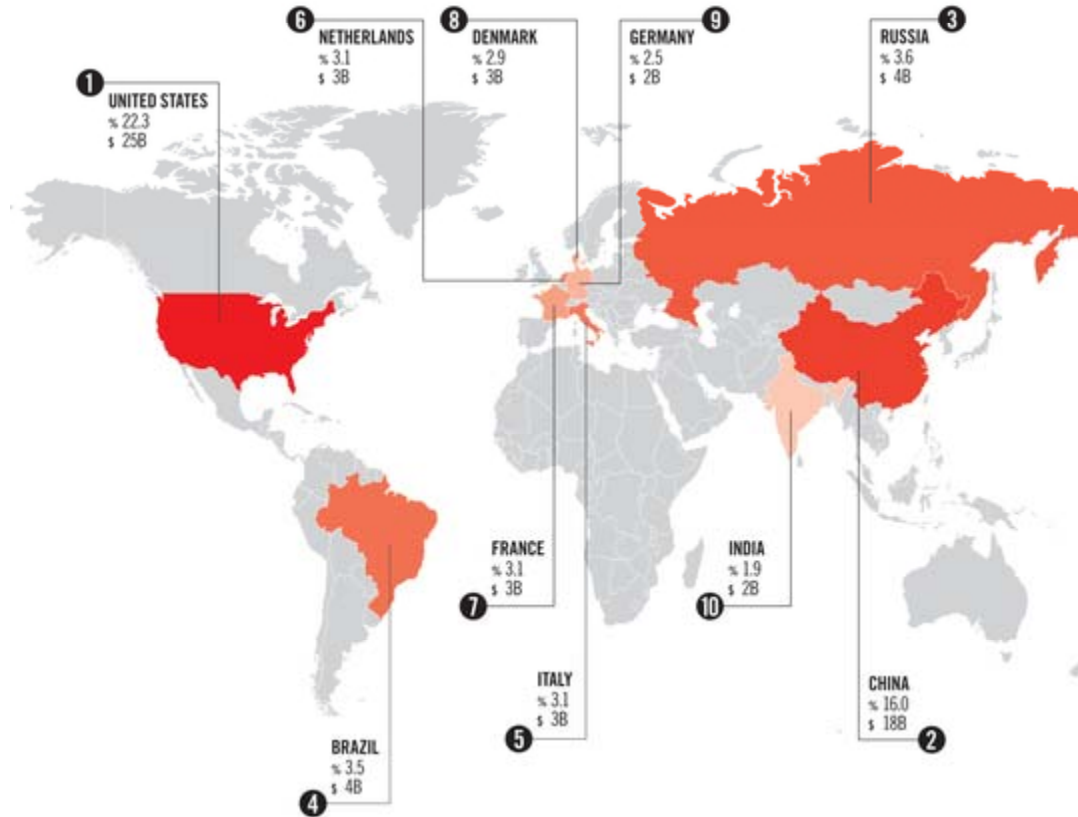 1
UNITED STATES
% 22.3
$ 25B
6
NETHERLANDS
% 3.1
$ 3B
8
DENMARK
% 2.9
$ 3B
9
GERMANY
% 2.5
$ 2B
3
RUSSIA
% 3.6
$ 4B
FRANCE
% 3.1
$ 3B
7
INDIA
% 1.9
$ 2B
10
ITALY
% 3.1
$ 3B
5
CHINA
% 16.0
$ 18B
2
BRAZIL
% 3.5
$ 4B
4